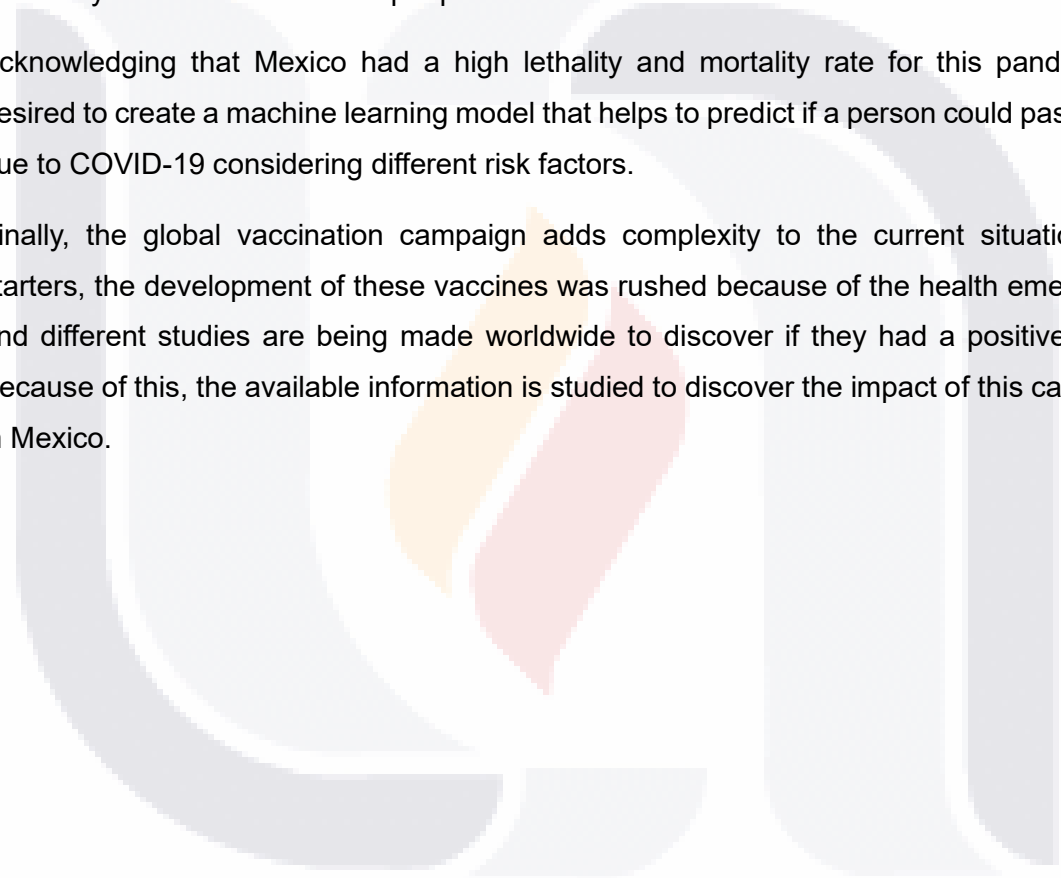 cknowledging that Mexico had a high lethality and mortality rate for this pand
esired to create a machine learning model that helps to predict if a person could pas
ue to COVID-19 considering different risk factors.
inally, the global vaccination campaign adds complexity to the current situatio
tarters, the development of these vaccines was rushed because of the health eme
nd different studies are being made worldwide to discover if they had a positive
ecause of this, the available information is studied to discover the impact of this ca
Mexico.